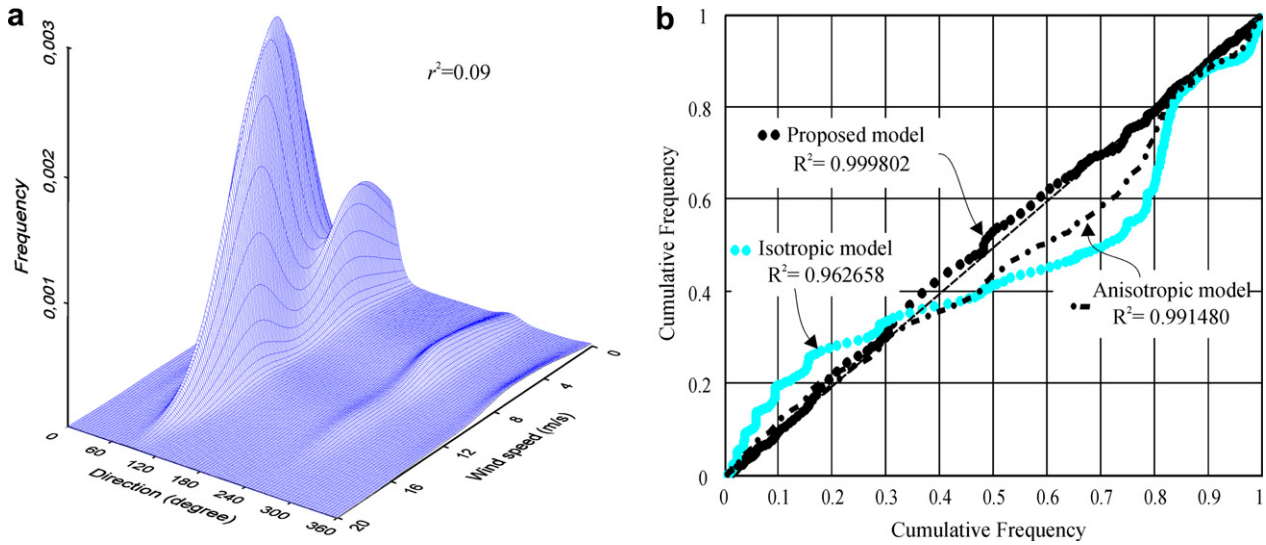 a
r²=0.09
Frequency
0,003
0,002
0,001
0
60
120
180
240
300
360
Direction (degree)
0
4
8
12
16
20
Wind speed (m/s)
b
Cumulative Frequency
1
0.8
0.6
0.4
0.2
0
Proposed model
R²= 0.999802
Isotropic model
R²= 0.962658
Anisotropic model
R²= 0.991480
0 0.1 0.2 0.3 0.4 0.5 0.6 0.7 0.8 0.9 1
Cumulative Frequency